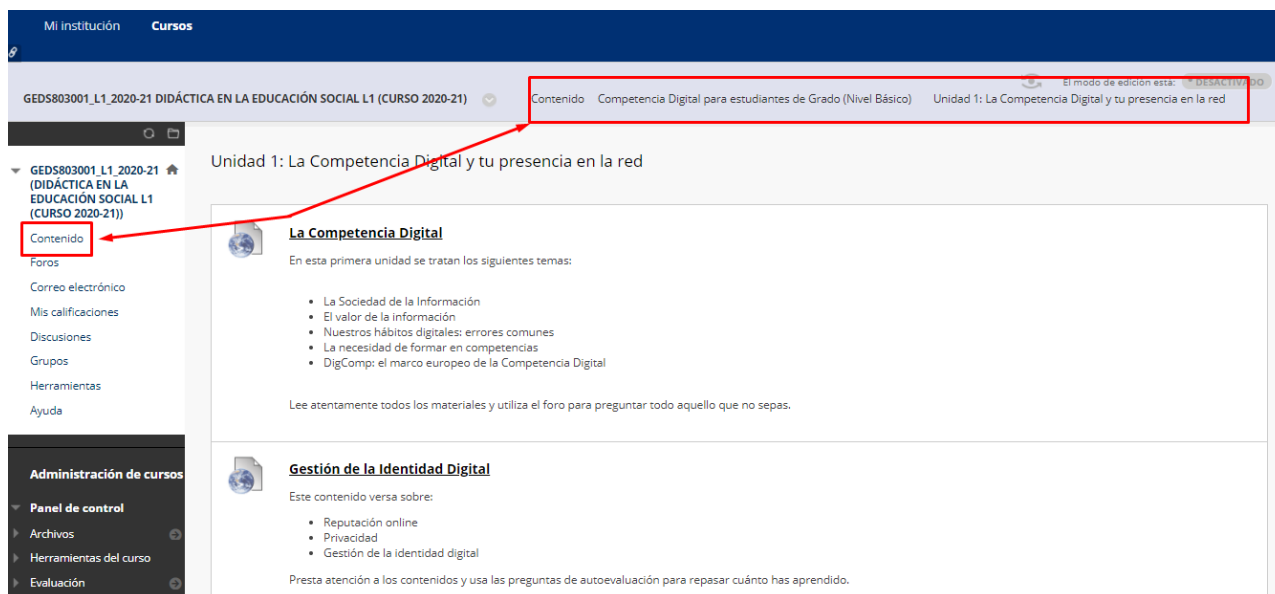 Mi institución Cursos
El modo de edición está: DESACTIVADO
GEDS803001_L1_2020-21 DIDÁCTICA EN LA EDUCACIÓN SOCIAL L1 (CURSO 2020-21) Contenido Competencia Digital para estudiantes de Grado (Nivel Básico) Unidad 1: La Competencia Digital y tu presencia en la red
GEDS803001_L1_2020-21
(DIDÁCTICA EN LA
EDUCACIÓN SOCIAL L1
(CURSO 2020-21))
Contenido
Foros
Correo electrónico
Mis calificaciones
Discusiones
Grupos
Herramientas
Ayuda
Administración de cursos
Panel de control
Archivos
Herramientas del curso
Evaluación
Unidad 1: La Competencia Digital y tu presencia en la red
La Competencia Digital
En esta primera unidad se tratan los siguientes temas:
• La Sociedad de la Información
• El valor de la información
• Nuestros hábitos digitales: errores comunes
• La necesidad de formar en competencias
• DigComp: el marco europeo de la Competencia Digital
Lee atentamente todos los materiales y utiliza el foro para preguntar todo aquello que no sepas.
Gestión de la Identidad Digital
Este contenido versa sobre:
• Reputación online
• Privacidad
• Gestión de la identidad digital
Presta atención a los contenidos y usa las preguntas de autoevaluación para repasar cuánto has aprendido.